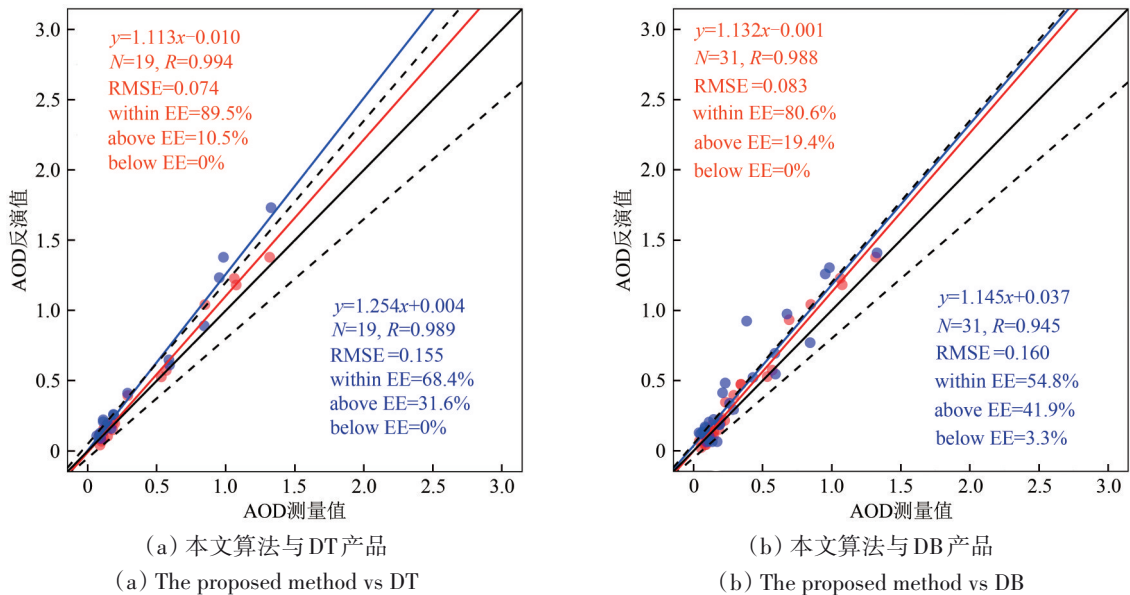 y=1.113x−0.010
N=19, R=0.994
RMSE=0.074
within EE=89.5%
above EE=10.5%
below EE=0%
y=1.254x+0.004
N=19, R=0.989
RMSE=0.155
within EE=68.4%
above EE=31.6%
below EE=0%
3.0
2.5
2.0
1.5
1.0
0.5
0
AOD反演值
0
0.5
1.0
1.5
2.0
2.5
3.0
AOD测量值
(a) 本文算法与DT产品
(a) The proposed method vs DT
y=1.132x−0.001
N=31, R=0.988
RMSE=0.083
within EE=80.6%
above EE=19.4%
below EE=0%
y=1.145x+0.037
N=31, R=0.945
RMSE=0.160
within EE=54.8%
above EE=41.9%
below EE=3.3%
3.0
2.5
2.0
1.5
1.0
0.5
0
AOD反演值
0
0.5
1.0
1.5
2.0
2.5
3.0
AOD测量值
(b) 本文算法与DB产品
(b) The proposed method vs DB